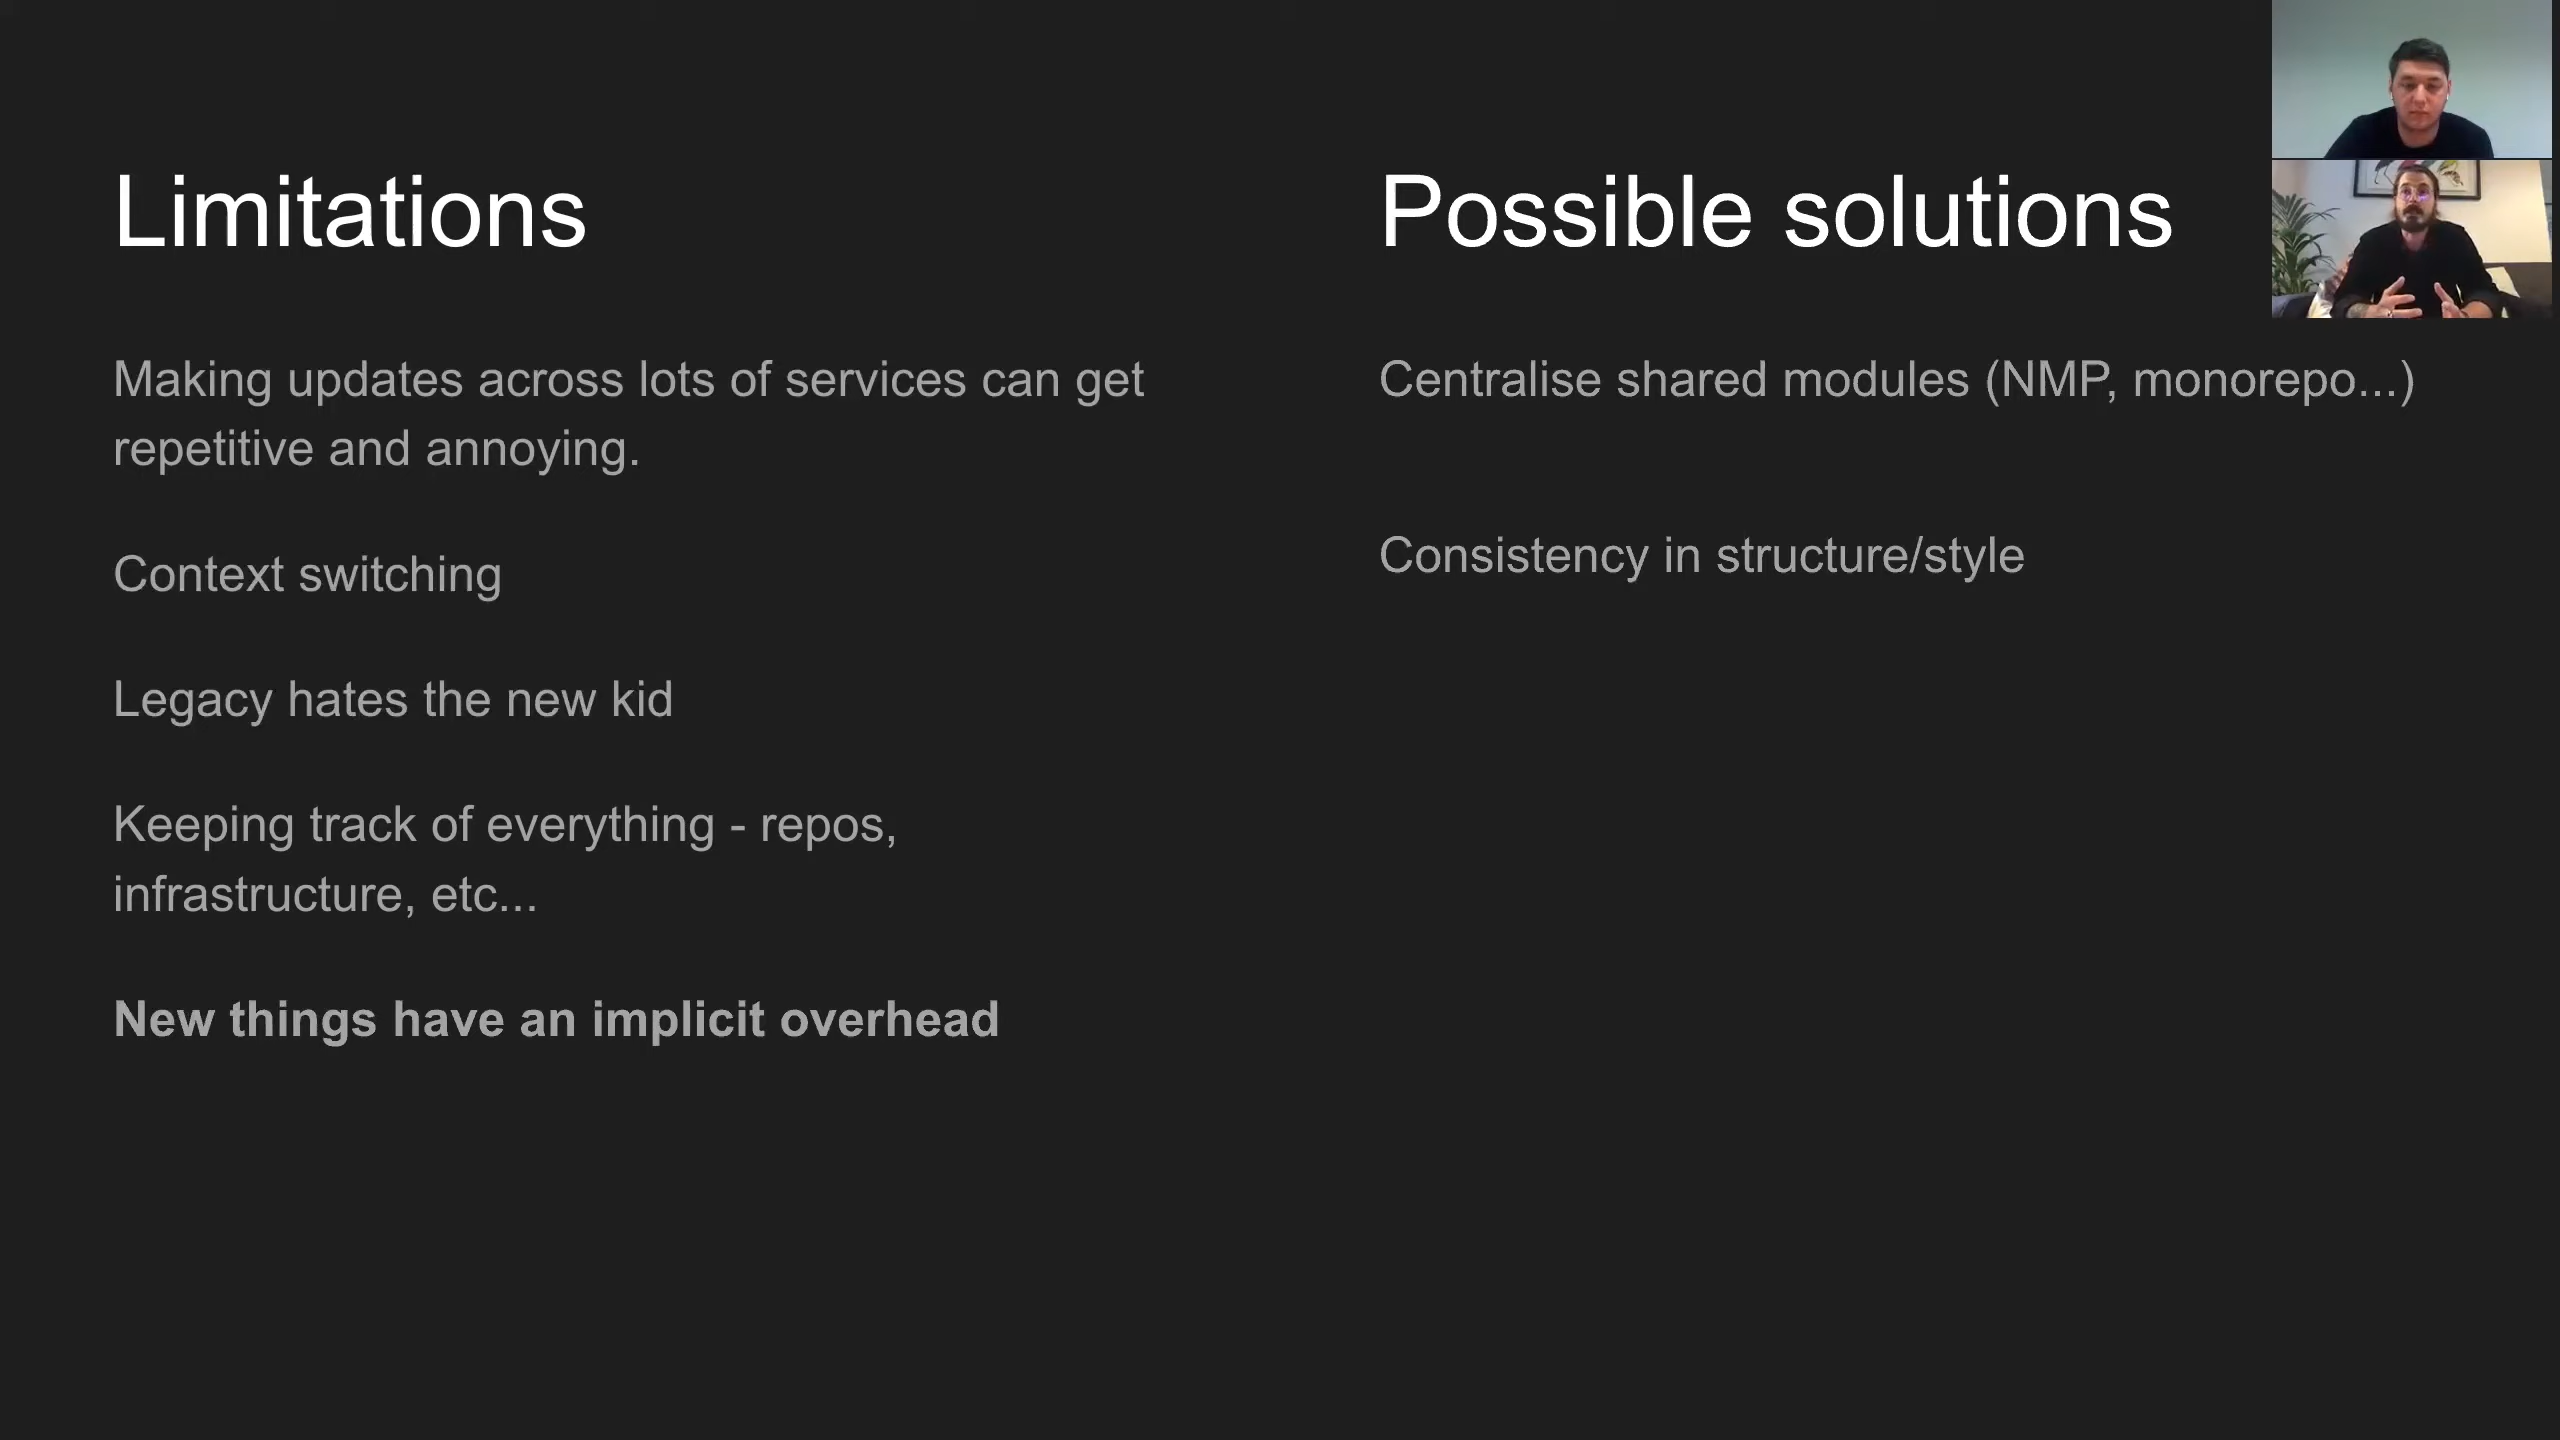 Limitations
Making updates across lots of services can get
repetitive and annoying.
Context switching
Legacy hates the new kid
Keeping track of everything - repos,
infrastructure, etc...
New things have an implicit overhead
Possible solutions
Centralise shared modules (NMP, monorepo...)
Consistency in structure/style